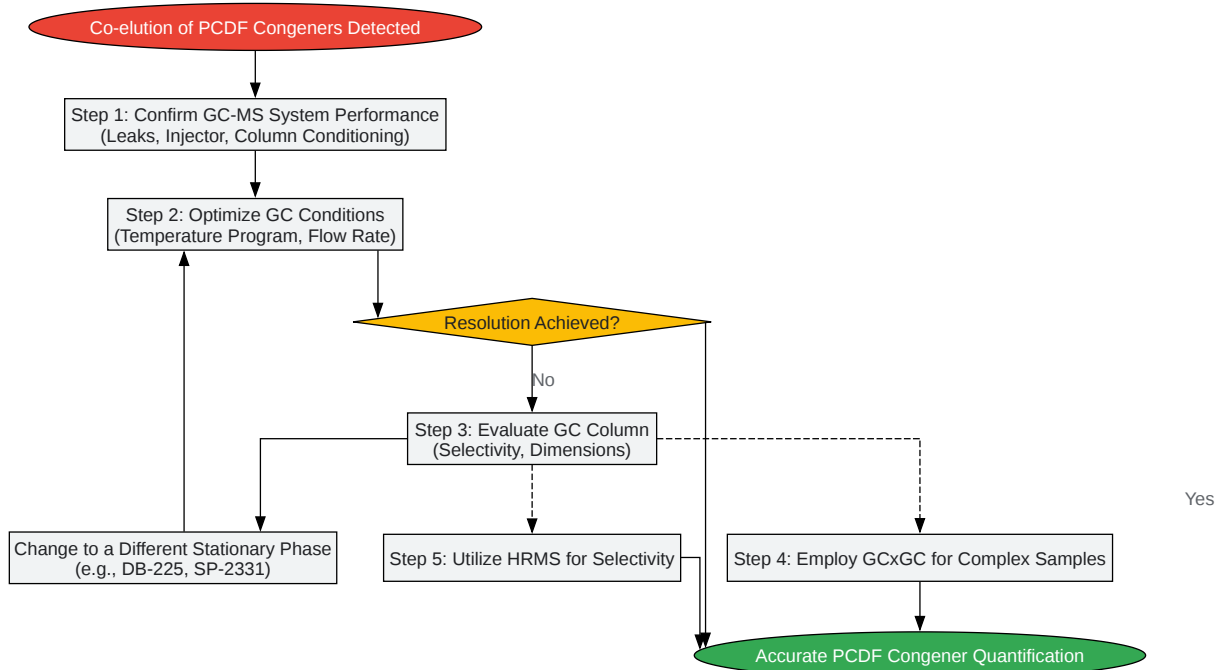 Co-elution of PCDF Congeners Detected
Step 1: Confirm GC-MS System Performance
(Leaks, Injector, Column Conditioning)
Step 2: Optimize GC Conditions
(Temperature Program, Flow Rate)
Resolution Achieved?
No
Step 3: Evaluate GC Column
(Selectivity, Dimensions)
Yes
Change to a Different Stationary Phase
(e.g., DB-225, SP-2331)
Step 5: Utilize HRMS for Selectivity
Step 4: Employ GCxGC for Complex Samples
Accurate PCDF Congener Quantification